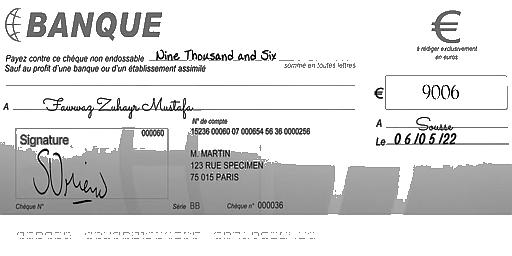 BANQUE
€
à rédiger exclusivement
en euros
Payez contre ce chèque non endossable Nine Thousand and Six
somme en toutes lettres
Sauf au profit d'une banque ou d'un établissement assimilé
€ 9006
A Fawwaz Zuhayr Mustafa
A Sousse
Le 06/05/22
N° de compte
000060 15236 00060 07 000654 56 36 0000256
Signature
M. MARTIN
123 RUE SPECIMEN
75 015 PARIS
Chèque N° Série BB Chèque n° 000036